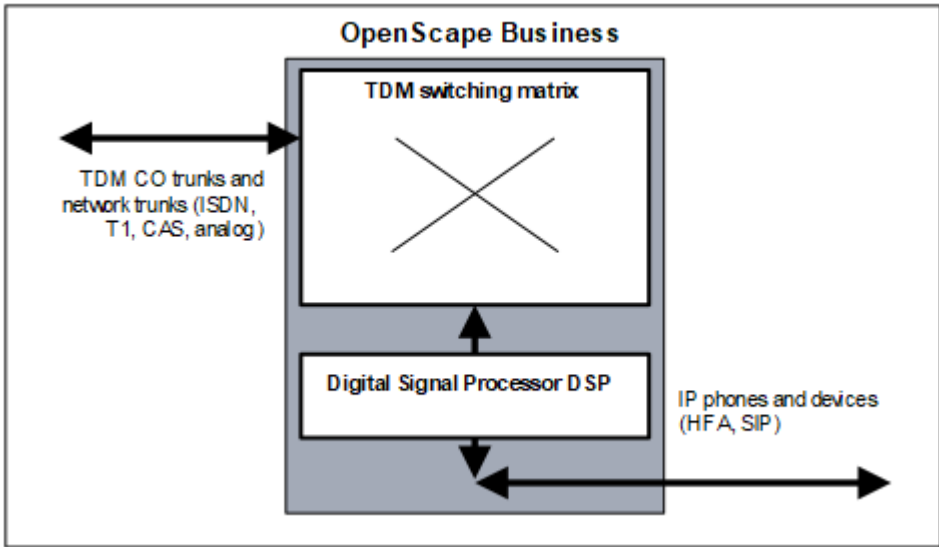 OpenScape Business
TDM switching matrix
TDM CO trunks and
network trunks (ISDN,
T1, CAS, analog)
Digital Signal Processor DSP
IP phones and devices
(HFA, SIP)